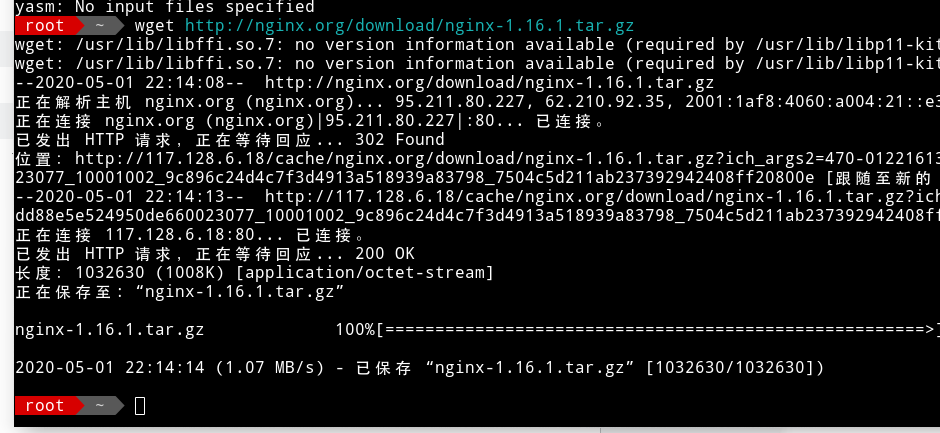 yasm: No input files specified
root ~ wget http://nginx.org/download/nginx-1.16.1.tar.gz
wget: /usr/lib/libffi.so.7: no version information available (required by /usr/lib/libp11-kit
wget: /usr/lib/libffi.so.7: no version information available (required by /usr/lib/libp11-kit
--2020-05-01 22:14:08-- http://nginx.org/download/nginx-1.16.1.tar.gz
正在解析主机 nginx.org (nginx.org)... 95.211.80.227, 62.210.92.35, 2001:1af8:4060:a004:21::e3
正在连接 nginx.org (nginx.org)|95.211.80.227|:80... 已连接。
已发出 HTTP 请求，正在等待回应... 302 Found
位置：http://117.128.6.18/cache/nginx.org/download/nginx-1.16.1.tar.gz?ich_args2=470-01221613
23077_10001002_9c896c24d4c7f3d4913a518939a83798_7504c5d211ab237392942408ff20800e [跟随至新的
--2020-05-01 22:14:13-- http://117.128.6.18/cache/nginx.org/download/nginx-1.16.1.tar.gz?ich
dd88e5e524950de660023077_10001002_9c896c24d4c7f3d4913a518939a83798_7504c5d211ab237392942408ff
正在连接 117.128.6.18:80... 已连接。
已发出 HTTP 请求，正在等待回应... 200 OK
长度：1032630 (1008K) [application/octet-stream]
正在保存至: “nginx-1.16.1.tar.gz”
nginx-1.16.1.tar.gz 100%[======================================================>]
2020-05-01 22:14:14 (1.07 MB/s) - 已保存 “nginx-1.16.1.tar.gz” [1032630/1032630])
root ~